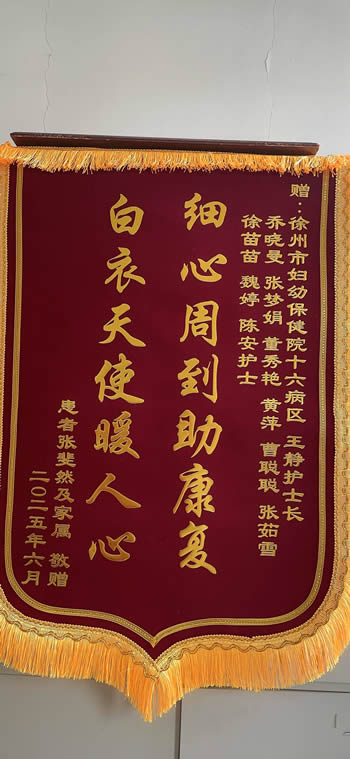 赠：徐州市妇幼保健院十六病区 王静护士长
乔晓曼 张梦娟 董秀艳 黄萍 曹聪聪 张茹雪
徐苗苗 魏婷 陈安护士
细心周到助康复
白衣天使暖人心
患者张斐然及家属 敬赠
二〇二五年六月